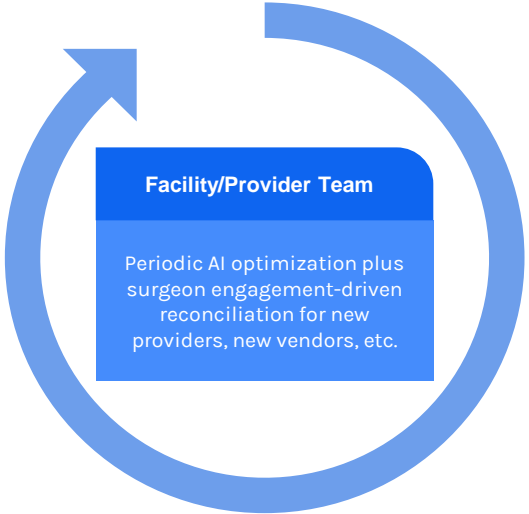 Facility/Provider Team
Periodic AI optimization plus
surgeon engagement-driven
reconciliation for new
providers, new vendors, etc.